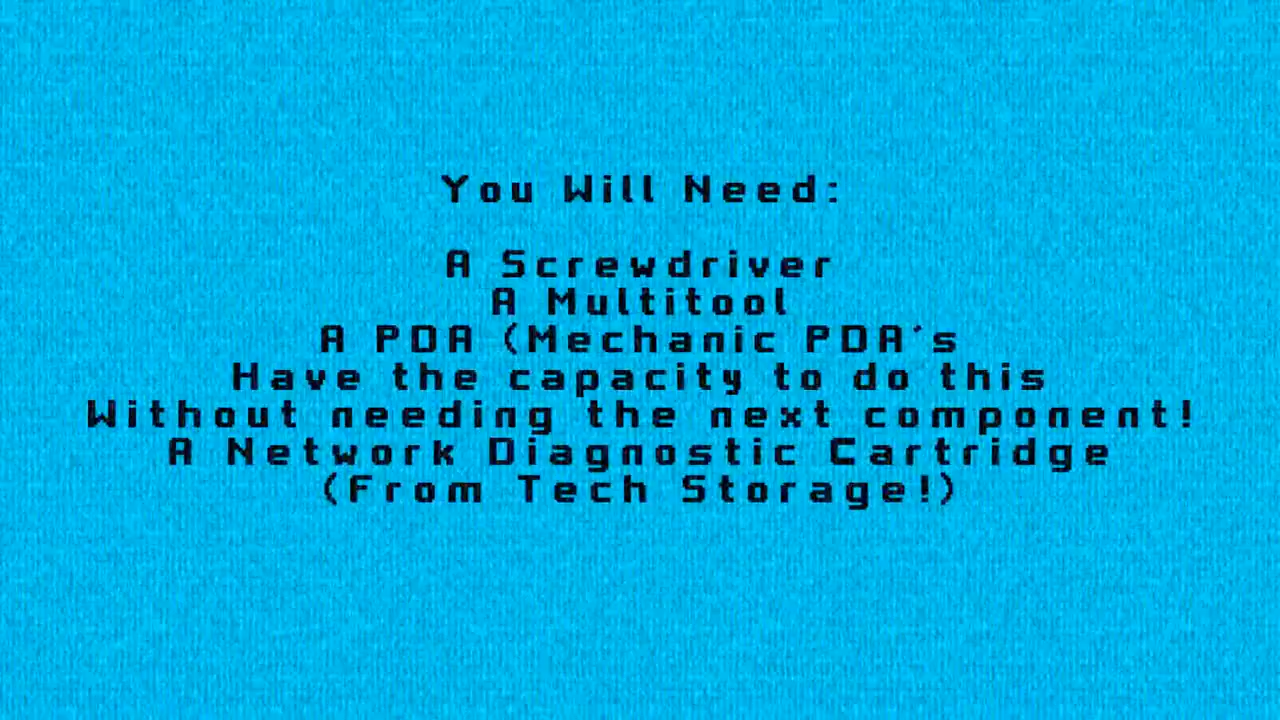 You Will Need:
A Screwdriver
A Multitool
A PDA (Mechanic PDA's
Have the capacity to do this
Without needing the next component!
A Network Diagnostic Cartridge
(From Tech Storage!)